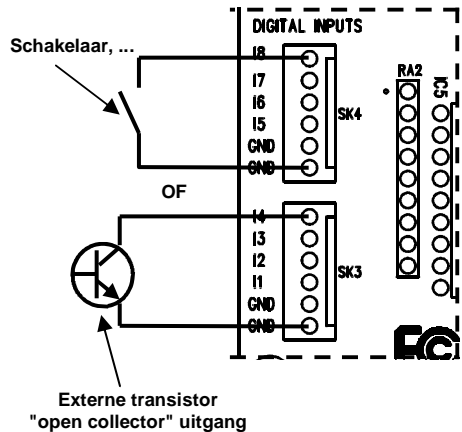 DIGITAL INPUTS
Schakelaar, ...
I8
I7
I6
I5
GND
GND
SK4
RA2
IC5
OF
I4
I3
I2
I1
GND
GND
SK3
Externe transistor
"open collector" uitgang